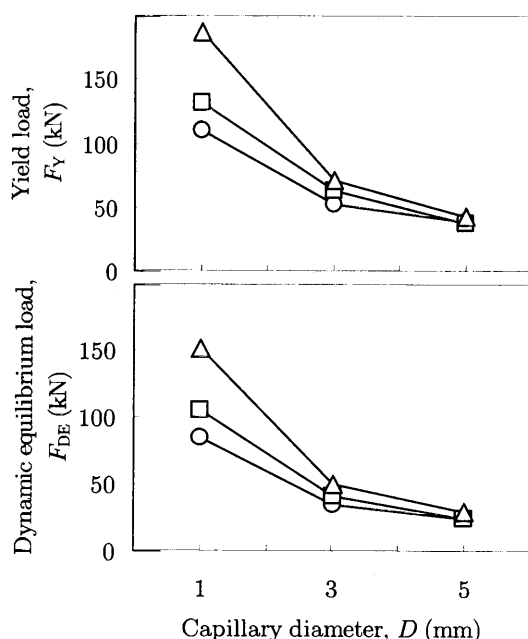 Yield load,
F_Y (kN)
150
100
50
0
Dynamic equilibrium load,
F_DE (kN)
150
100
50
0
1 3 5
Capillary diameter, D (mm)